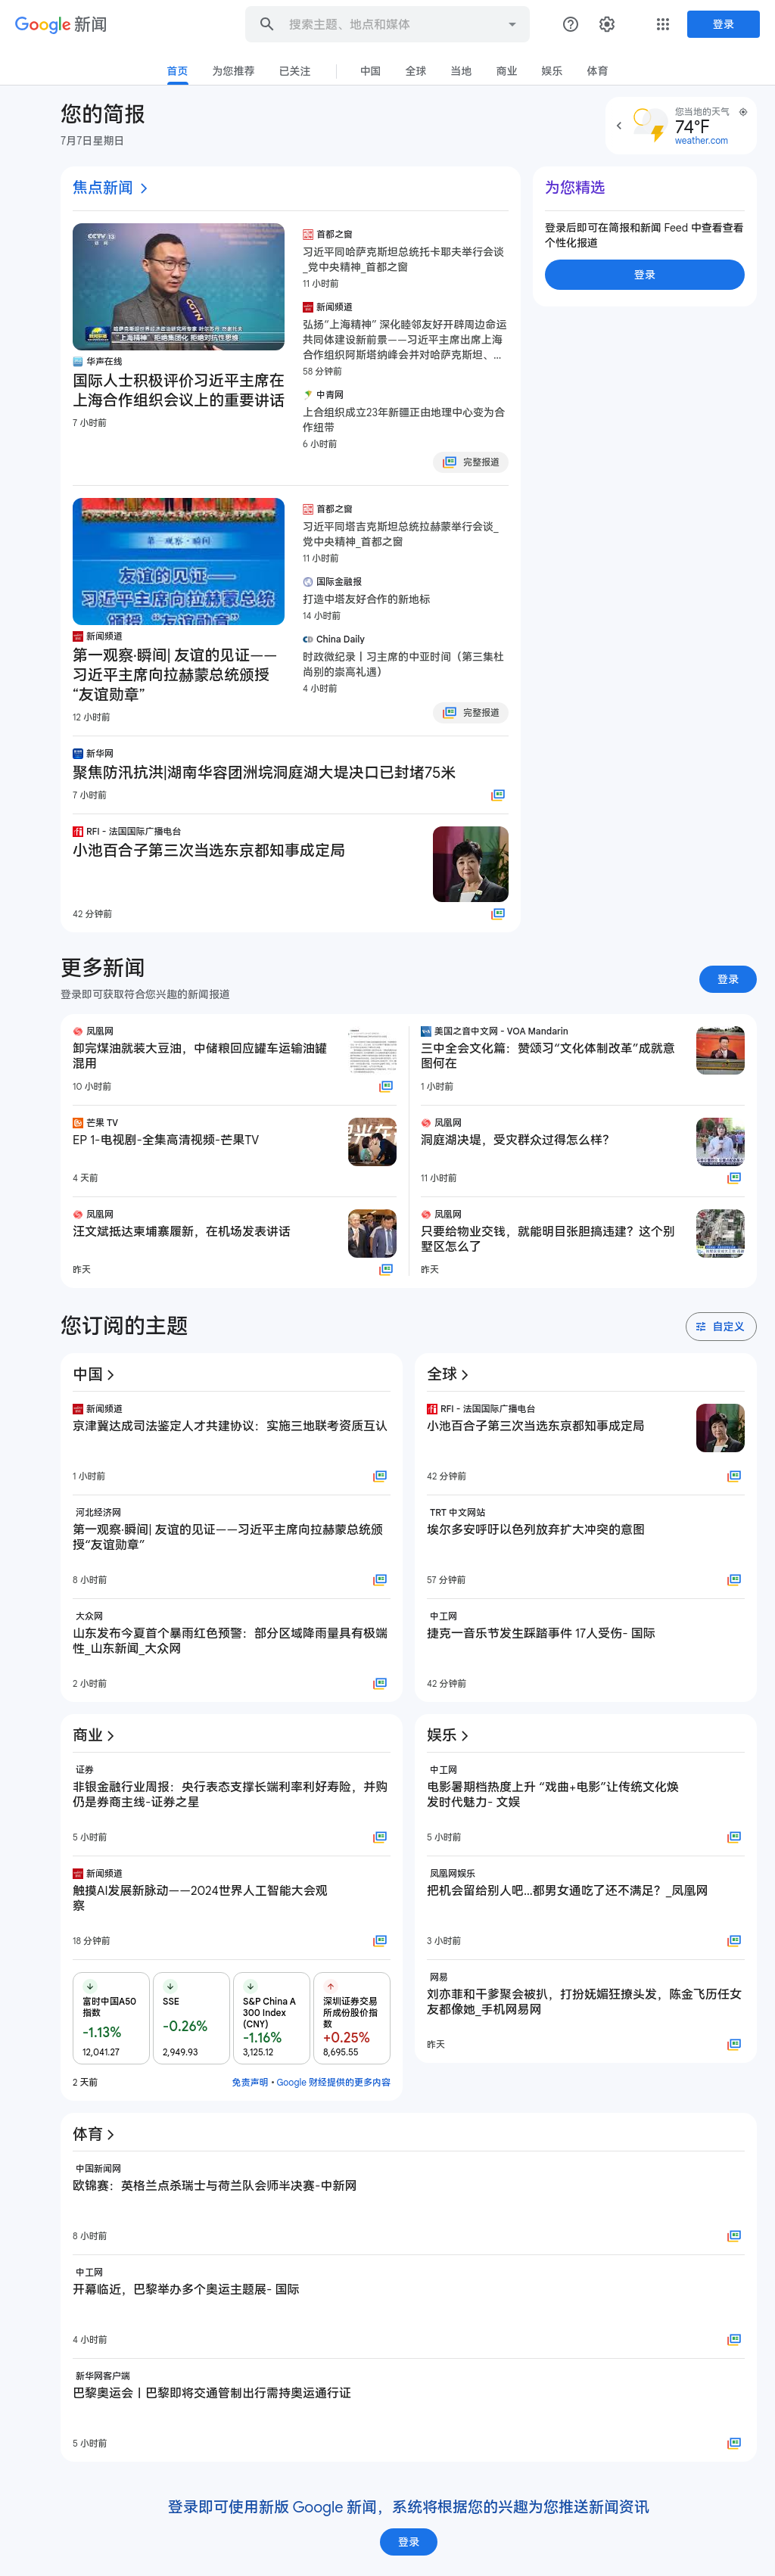 Google 新闻
搜索主题、地点和媒体
登录
首页
为您推荐
已关注
中国
全球
当地
商业
娱乐
体育
您的简报
7月7日星期日
您当地的天气
74°F
weather.com
焦点新闻
华声在线
国际人士积极评价习近平主席在
上海合作组织会议上的重要讲话
7 小时前
首都之窗
习近平同哈萨克斯坦总统托卡耶夫举行会谈
_党中央精神_首都之窗
11 小时前
新闻频道
弘扬“上海精神” 深化睦邻友好开辟周边命运
共同体建设新前景——习近平主席出席上海
合作组织阿斯塔纳峰会并对哈萨克斯坦、...
58 分钟前
中青网
上合组织成立23年新疆正由地理中心变为合
作纽带
6 小时前
完整报道
第一观察·瞬间
友谊的见证——
习近平主席向拉赫蒙总统
颁授“友谊勋章”
新闻频道
第一观察·瞬间| 友谊的见证——
习近平主席向拉赫蒙总统颁授
“友谊勋章”
12 小时前
首都之窗
习近平同塔吉克斯坦总统拉赫蒙举行会谈_
党中央精神_首都之窗
11 小时前
国际金融报
打造中塔友好合作的新地标
14 小时前
China Daily
时政微纪录丨习主席的中亚时间（第三集杜
尚别的崇高礼遇）
4 小时前
完整报道
新华网
聚焦防汛抗洪|湖南华容团洲垸洞庭湖大堤决口已封堵75米
7 小时前
RFI - 法国国际广播电台
小池百合子第三次当选东京都知事成定局
42 分钟前
为您精选
登录后即可在简报和新闻 Feed 中查看查看
个性化报道
登录
更多新闻
登录即可获取符合您兴趣的新闻报道
登录
凤凰网
卸完煤油就装大豆油，中储粮回应罐车运输油罐
混用
10 小时前
芒果 TV
EP 1-电视剧-全集高清视频-芒果TV
4 天前
凤凰网
汪文斌抵达柬埔寨履新，在机场发表讲话
昨天
美国之音中文网 - VOA Mandarin
三中全会文化篇：赞颂习“文化体制改革”成就意
图何在
1 小时前
凤凰网
洞庭湖决堤，受灾群众过得怎么样？
11 小时前
凤凰网
只要给物业交钱，就能明目张胆搞违建？这个别
墅区怎么了
昨天
您订阅的主题
自定义
中国
新闻频道
京津冀达成司法鉴定人才共建协议：实施三地联考资质互认
1 小时前
河北经济网
第一观察·瞬间| 友谊的见证——习近平主席向拉赫蒙总统颁
授“友谊勋章”
8 小时前
大众网
山东发布今夏首个暴雨红色预警：部分区域降雨量具有极端
性_山东新闻_大众网
2 小时前
全球
RFI - 法国国际广播电台
小池百合子第三次当选东京都知事成定局
42 分钟前
TRT 中文网站
埃尔多安呼吁以色列放弃扩大冲突的意图
57 分钟前
中工网
捷克一音乐节发生踩踏事件 17人受伤- 国际
42 分钟前
商业
证券
非银金融行业周报：央行表态支撑长端利率利好寿险，并购
仍是券商主线-证券之星
5 小时前
新闻频道
触摸AI发展新脉动——2024世界人工智能大会观
察
18 分钟前
富时中国A50
指数
-1.13%
12,041.27
SSE
-0.26%
2,949.93
S&P China A
300 Index
(CNY)
-1.16%
3,125.12
深圳证券交易
所成份股价指
数
+0.25%
8,695.55
2 天前
免责声明 • Google 财经提供的更多内容
娱乐
中工网
电影暑期档热度上升 “戏曲+电影”让传统文化焕
发时代魅力- 文娱
5 小时前
凤凰网娱乐
把机会留给别人吧...都男女通吃了还不满足？_凤凰网
3 小时前
网易
刘亦菲和干爹聚会被扒，打扮妩媚狂撩头发，陈金飞历任女
友都像她_手机网易网
昨天
体育
中国新闻网
欧锦赛：英格兰点杀瑞士与荷兰队会师半决赛-中新网
8 小时前
中工网
开幕临近，巴黎举办多个奥运主题展- 国际
4 小时前
新华网客户端
巴黎奥运会丨巴黎即将交通管制出行需持奥运通行证
5 小时前
登录即可使用新版 Google 新闻，系统将根据您的兴趣为您推送新闻资讯
登录